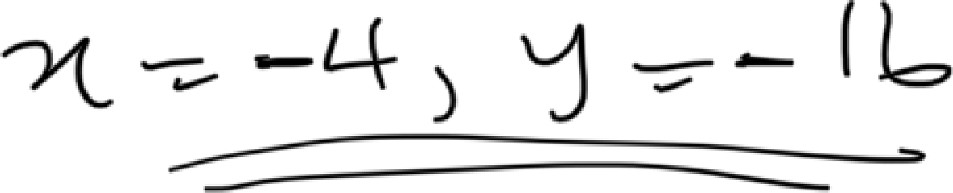 x = -4, y = -16